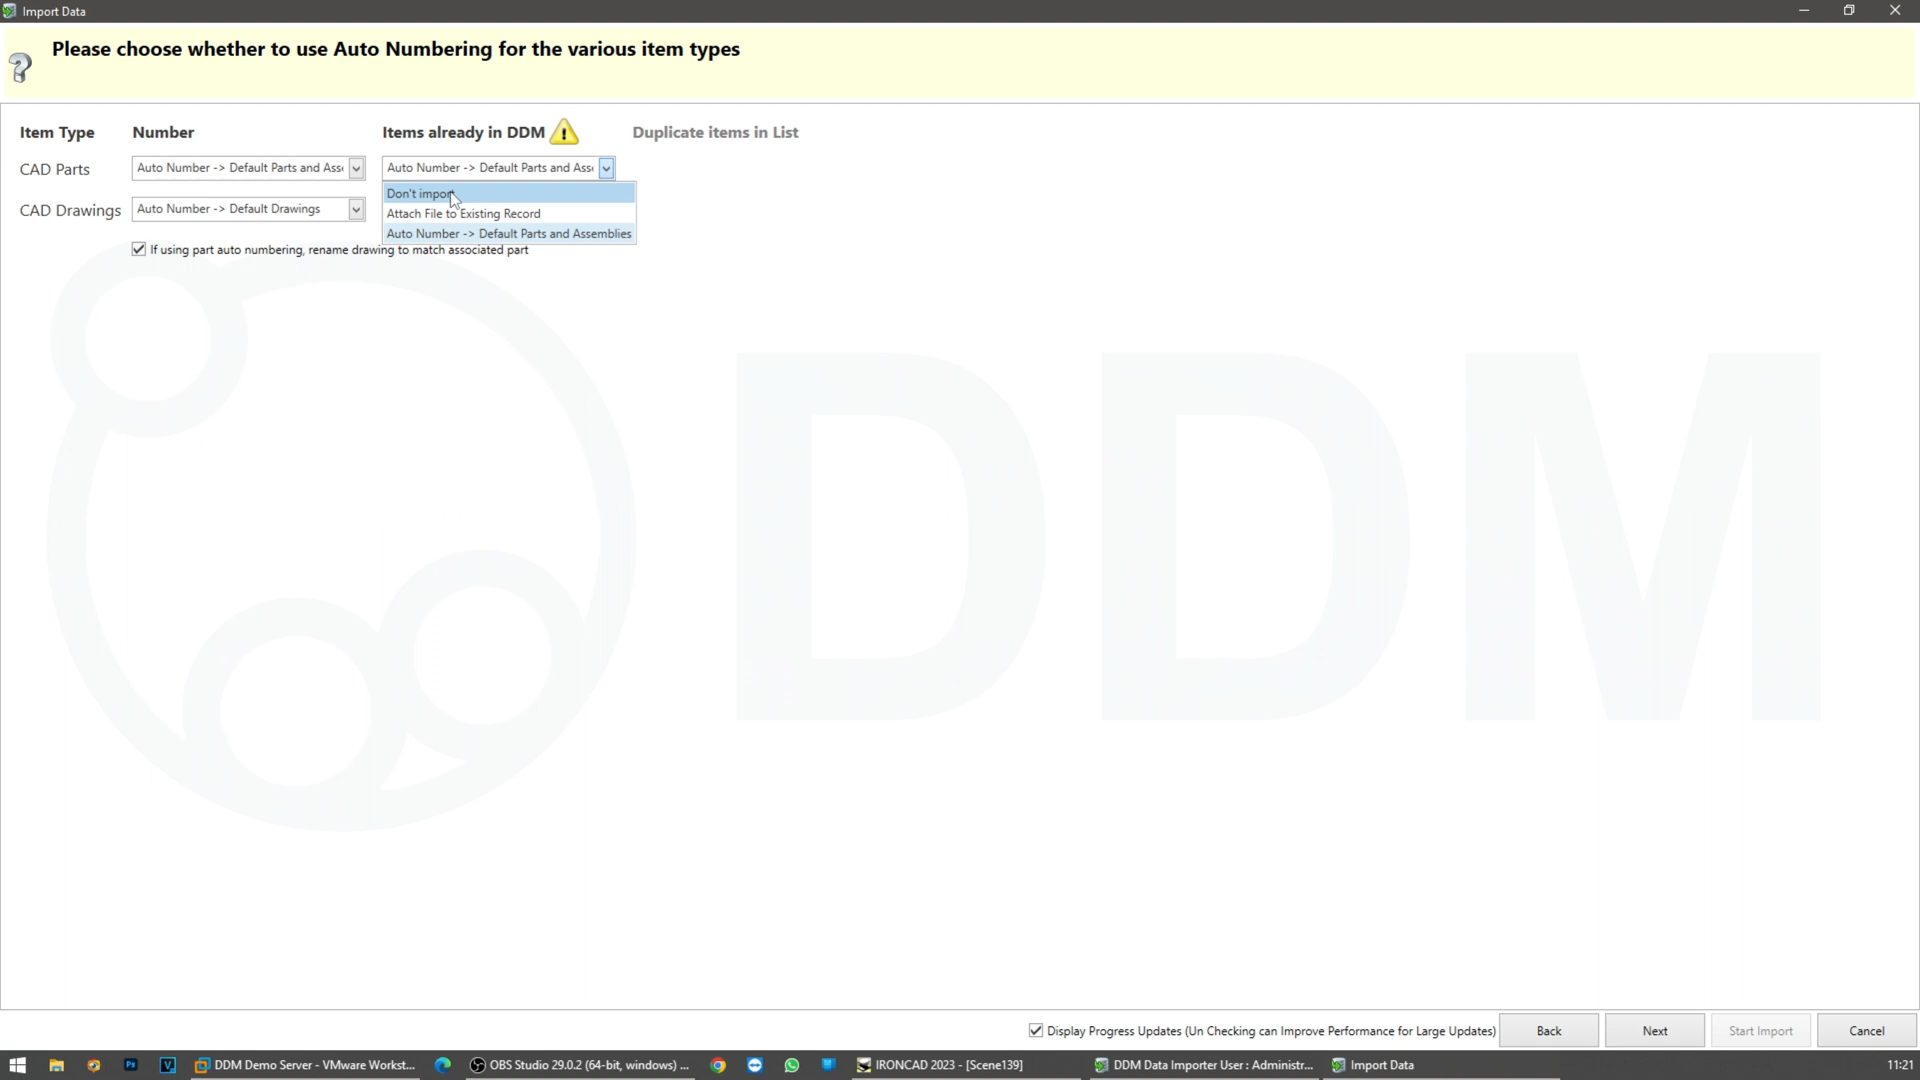 Import Data
Please choose whether to use Auto Numbering for the various item types
Item Type
Number
Items already in DDM
Duplicate items in List
CAD Parts
Auto Number -> Default Parts and Asse
Auto Number -> Default Parts and Asse
Don't import
Attach File to Existing Record
Auto Number -> Default Parts and Assemblies
CAD Drawings
Auto Number -> Default Drawings
If using part auto numbering, rename drawing to match associated part
DDM
Display Progress Updates (Un Checking can Improve Performance for Large Updates)
Back
Next
Start Import
Cancel
Ps
V
DDM Demo Server - VMware Workst...
OBS Studio 29.0.2 (64-bit, windows) ...
IRONCAD 2023 - [Scene139]
DDM Data Importer User : Administr...
Import Data
11:21